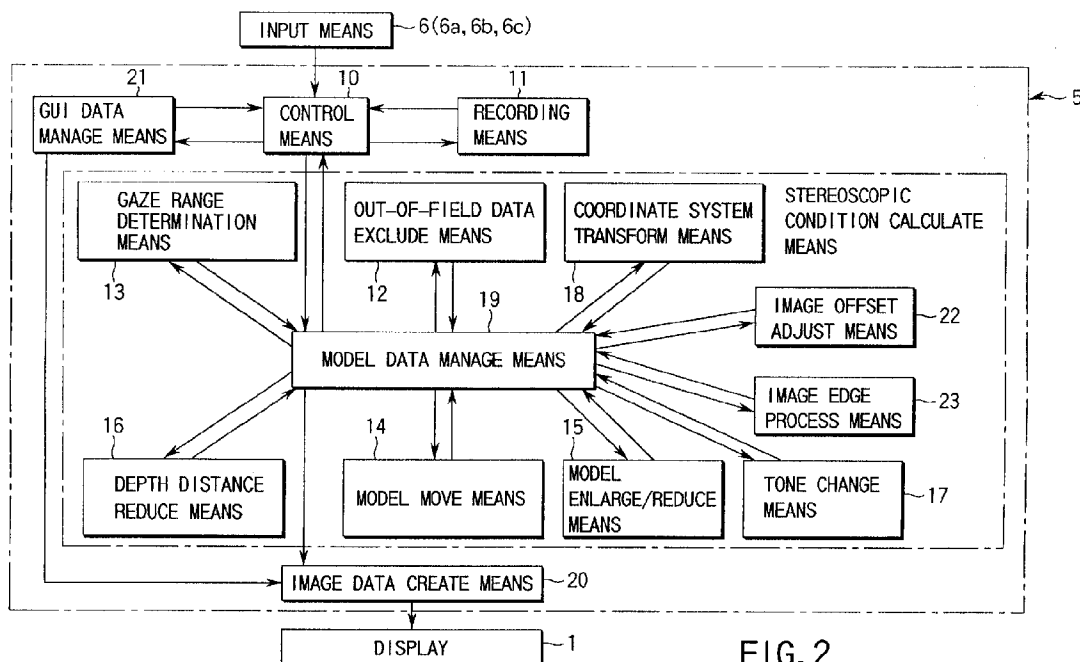 INPUT MEANS
6(6a, 6b, 6c)
21
10
11
5
GUI DATA
MANAGE MEANS
CONTROL
MEANS
RECORDING
MEANS
GAZE RANGE
DETERMINATION
MEANS
13
OUT-OF-FIELD DATA
EXCLUDE MEANS
12
COORDINATE SYSTEM
TRANSFORM MEANS
18
STEREOSCOPIC
CONDITION CALCULATE
MEANS
19
MODEL DATA MANAGE MEANS
IMAGE OFFSET
ADJUST MEANS
22
IMAGE EDGE
PROCESS MEANS
23
16
DEPTH DISTANCE
REDUCE MEANS
14
MODEL MOVE MEANS
15
MODEL
ENLARGE/REDUCE
MEANS
TONE CHANGE
MEANS
17
IMAGE DATA CREATE MEANS
20
DISPLAY
1
FIG. 2